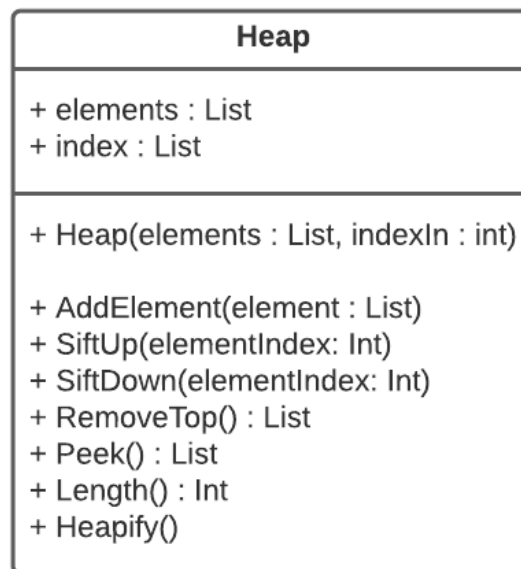 Heap
+ elements : List
+ index : List
+ Heap(elements : List, indexIn : int)
+ AddElement(element : List)
+ SiftUp(elementIndex: Int)
+ SiftDown(elementIndex: Int)
+ RemoveTop() : List
+ Peek() : List
+ Length() : Int
+ Heapify()